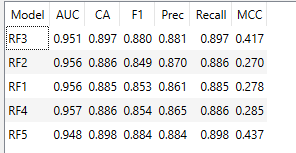 Model AUC CA F1 Prec Recall MCC
RF3 0.951 0.897 0.880 0.881 0.897 0.417
RF2 0.956 0.886 0.849 0.870 0.886 0.270
RF1 0.956 0.885 0.853 0.861 0.885 0.278
RF4 0.957 0.886 0.854 0.865 0.886 0.285
RF5 0.948 0.898 0.884 0.884 0.898 0.437